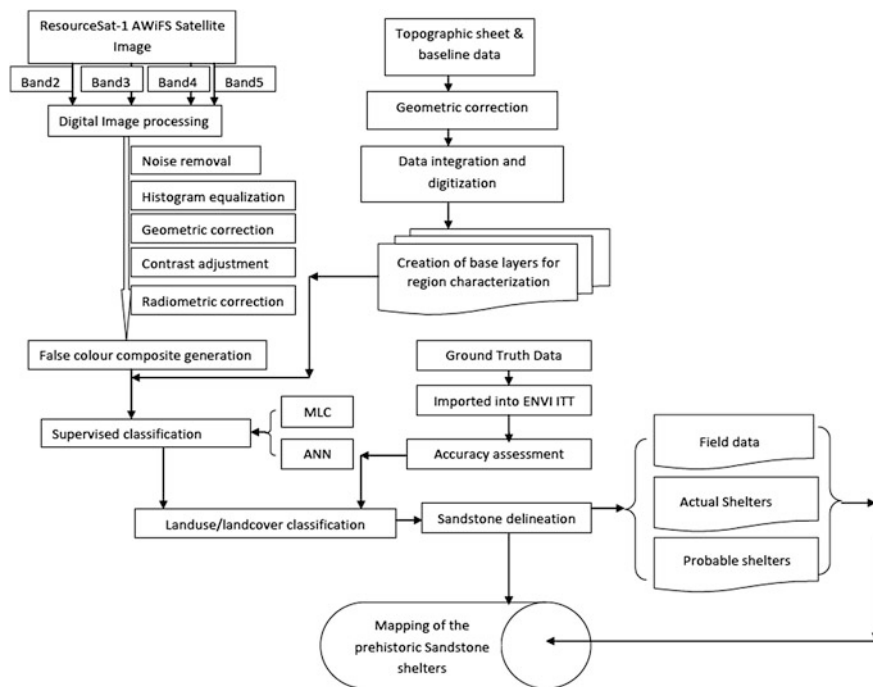 ResourceSat-1 AWiFS Satellite
Image
Band2
Band3
Band4
Band5
Digital Image processing
Noise removal
Histogram equalization
Geometric correction
Contrast adjustment
Radiometric correction
False colour composite generation
Topographic sheet &
baseline data
Geometric correction
Data integration and
digitization
Creation of base layers for
region characterization
Ground Truth Data
Imported into ENVI ITT
Accuracy assessment
MLC
ANN
Supervised classification
Landuse/landcover classification
Sandstone delineation
Field data
Actual Shelters
Probable shelters
Mapping of the
prehistoric Sandstone
shelters